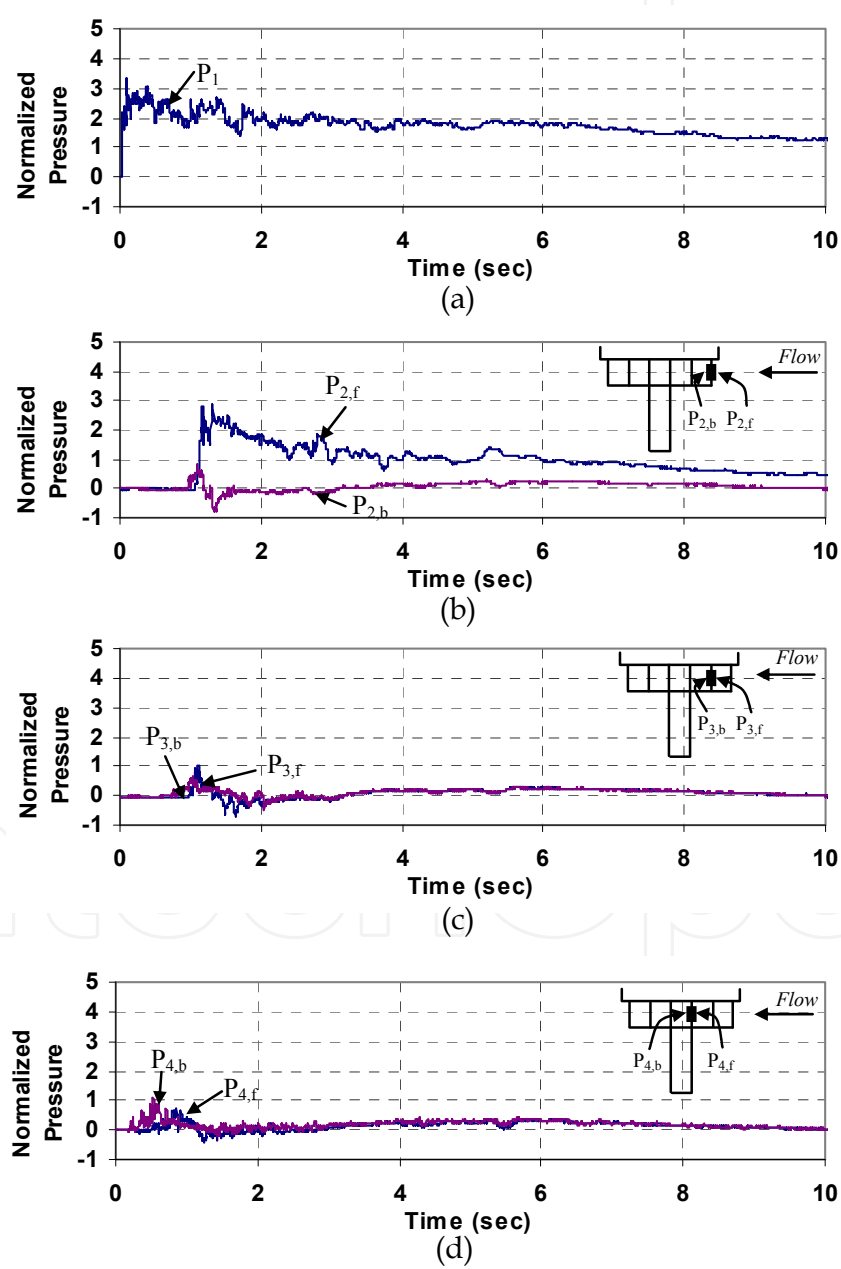 5
4
3
2
1
0
-1
Normalized
Pressure
P1
0 2 4 6 8 10
Time (sec)
(a)
5
4
3
2
1
0
-1
Normalized
Pressure
P2,f
P2,b
Flow
P2,b P2,f
0 2 4 6 8 10
Time (sec)
(b)
5
4
3
2
1
0
-1
Normalized
Pressure
P3,b
P3,f
Flow
P3,b P3,f
0 2 4 6 8 10
Time (sec)
(c)
5
4
3
2
1
0
-1
Normalized
Pressure
P4,b
P4,f
Flow
P4,b P4,f
0 2 4 6 8 10
Time (sec)
(d)